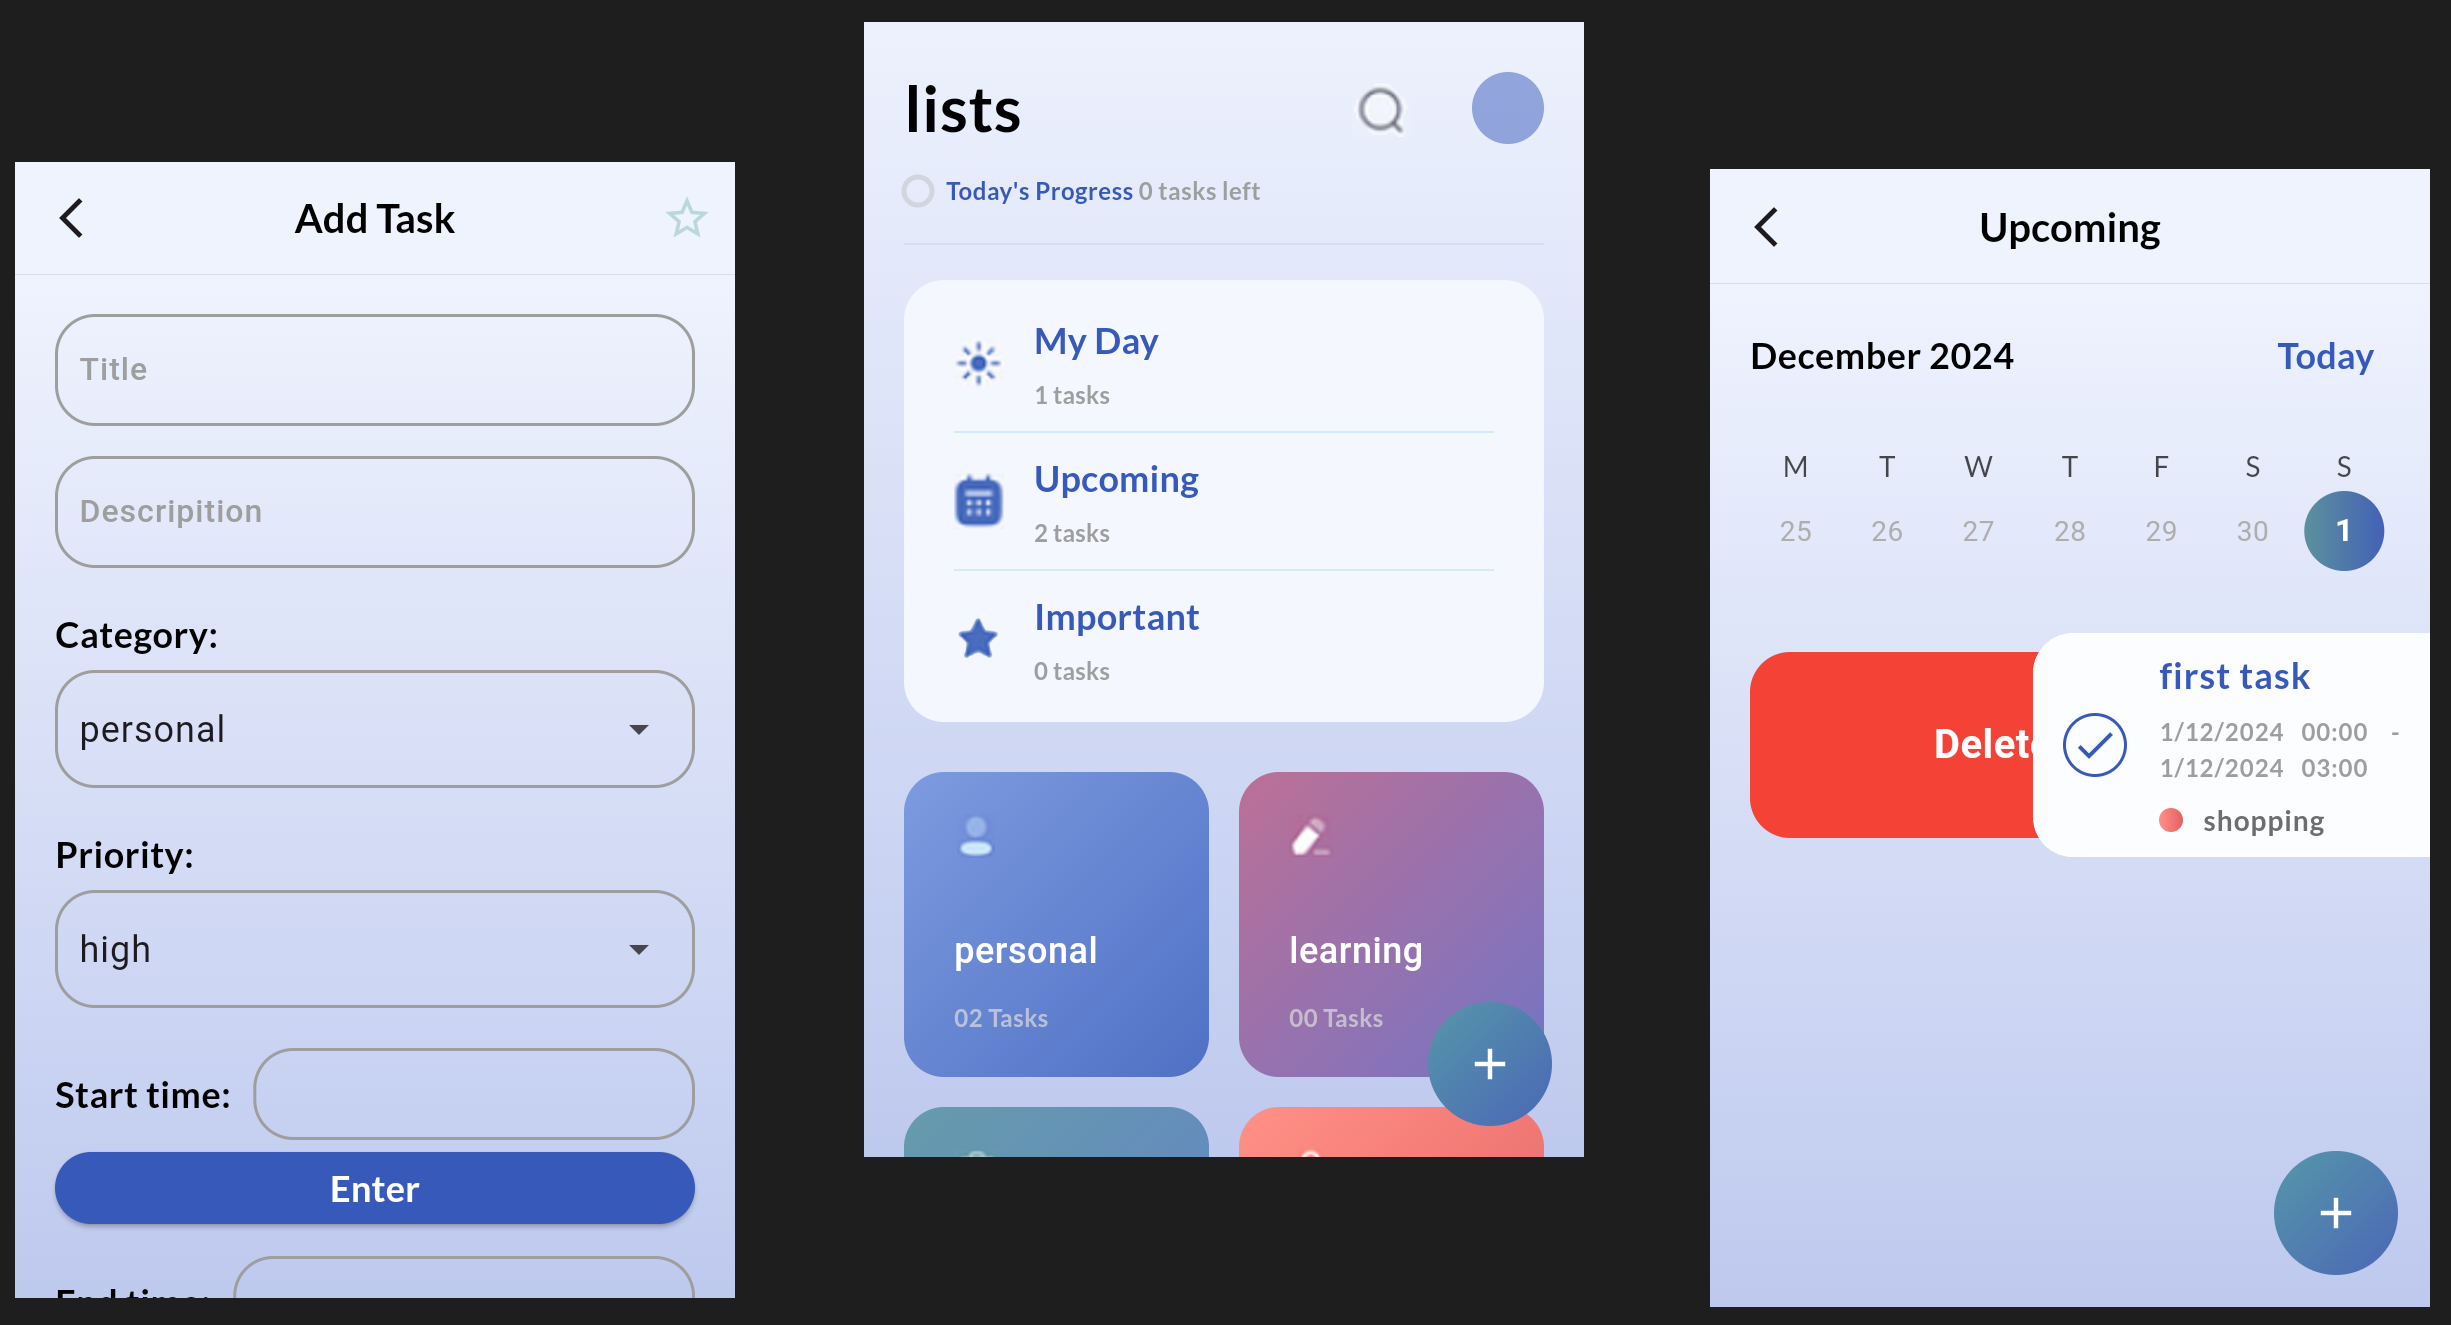 Add Task
Title
Descripition
Category:
personal
Priority:
high
Start time:
Enter
End time:
lists
Today's Progress 0 tasks left
My Day
1 tasks
Upcoming
2 tasks
Important
0 tasks
personal
02 Tasks
learning
00 Tasks
+
Upcoming
December 2024 Today
M T W T F S S
25 26 27 28 29 30 1
Delete
first task
1/12/2024 00:00 -
1/12/2024 03:00
shopping
+